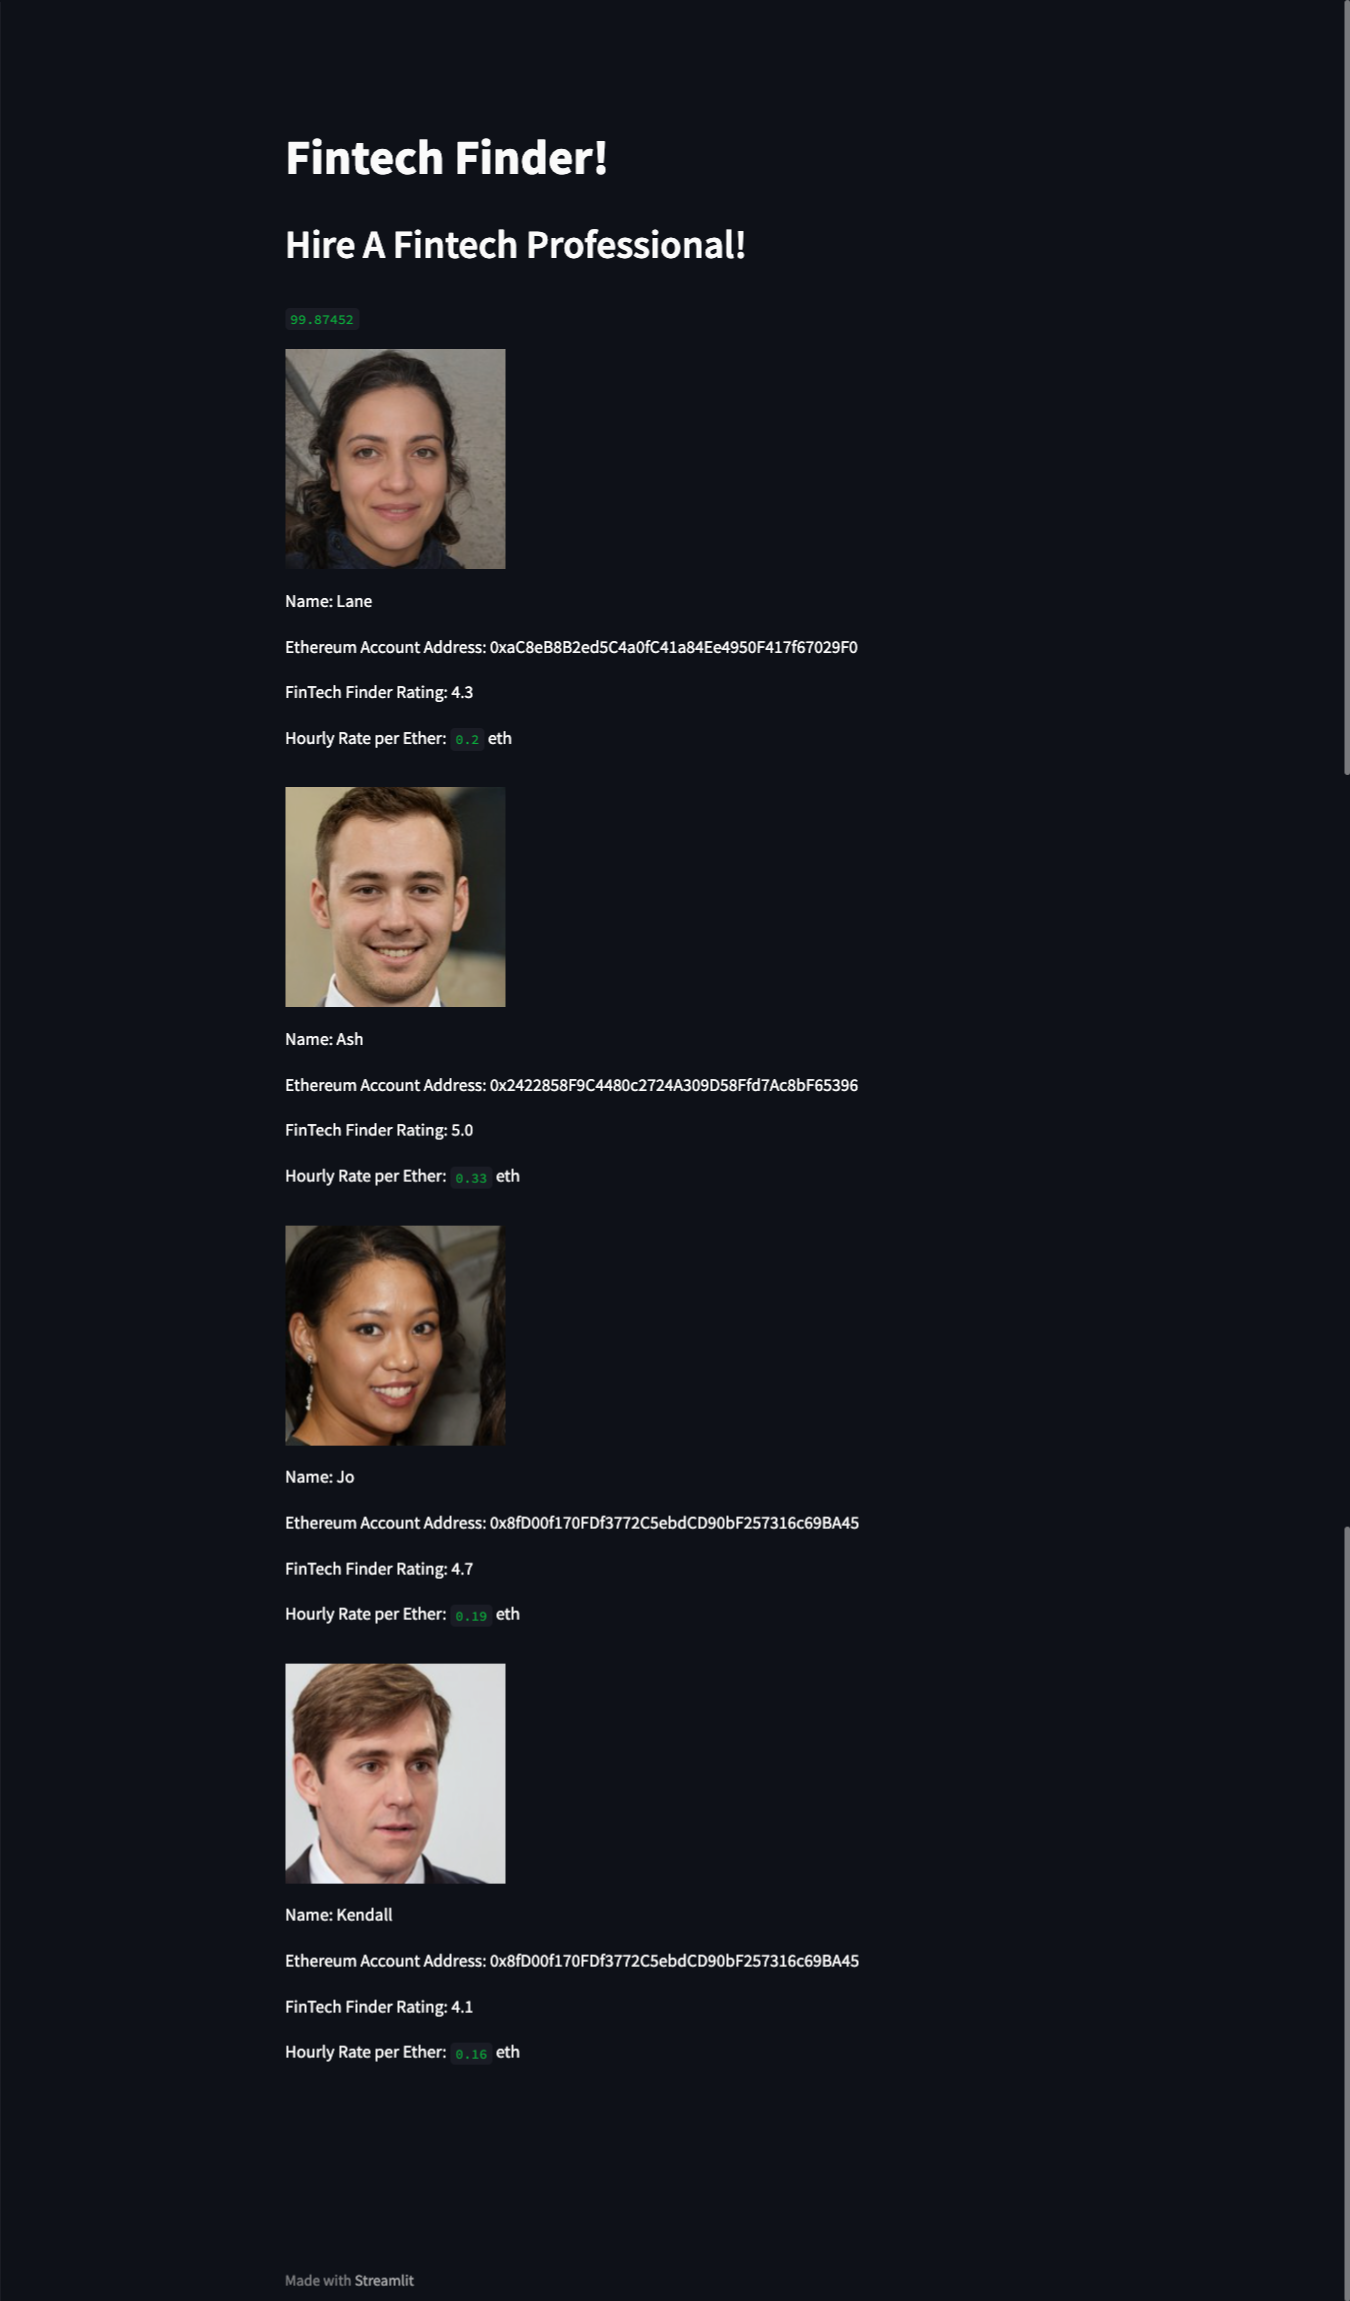 Fintech Finder!
Hire A Fintech Professional!
99.87452
Name: Lane
Ethereum Account Address: 0xaC8eB8B2ed5C4a0fC41a84Ee4950F417f67029F0
FinTech Finder Rating: 4.3
Hourly Rate per Ether: 0.2 eth
Name: Ash
Ethereum Account Address: 0x2422858F9C4480c2724A309D58Ffd7Ac8bF65396
FinTech Finder Rating: 5.0
Hourly Rate per Ether: 0.33 eth
Name: Jo
Ethereum Account Address: 0x8fD00f170FDf3772C5ebdCD90bF257316c69BA45
FinTech Finder Rating: 4.7
Hourly Rate per Ether: 0.19 eth
Name: Kendall
Ethereum Account Address: 0x8fD00f170FDf3772C5ebdCD90bF257316c69BA45
FinTech Finder Rating: 4.1
Hourly Rate per Ether: 0.16 eth
Made with Streamlit